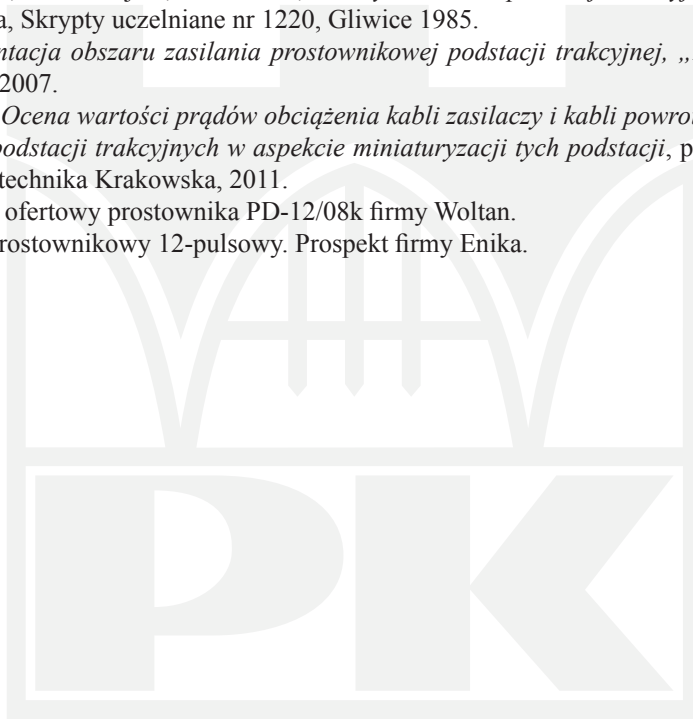 a, Skrypty uczelniane nr 1220, Gliwice 1985.
ntacja obszaru zasilania prostownikowej podstacji trakcyjnej, „
2007.
Ocena wartości prądów obciążenia kabli zasilaczy i kabli powro
podstacji trakcyjnych w aspekcie miniaturyzacji tych podstacji, p
technika Krakowska, 2011.
ofertowy prostownika PD-12/08k firmy Woltan.
rostownikowy 12-pulsowy. Prospekt firmy Enika.
PK